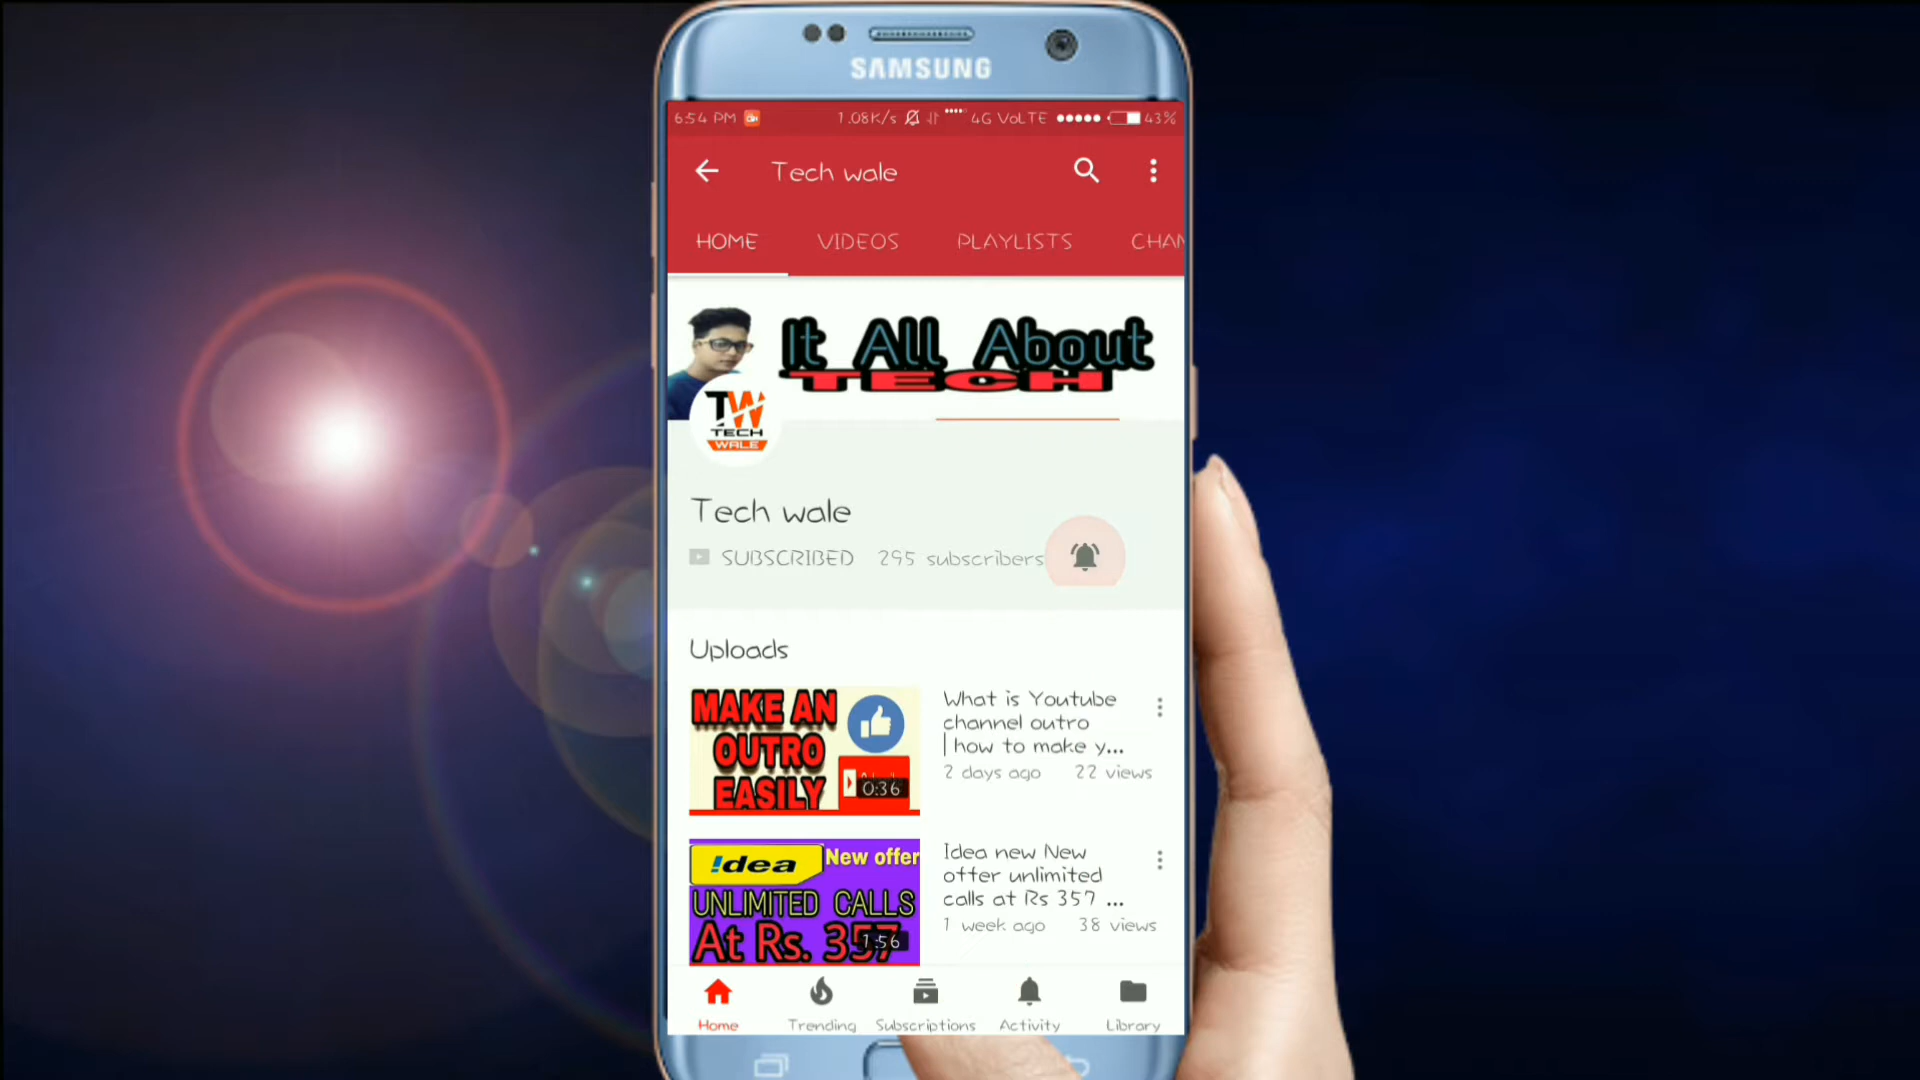 SAMSUNG
6:54 PM 1.08K/s 4G VoLTE 43%
Tech wale
HOME VIDEOS PLAYLISTS CHAN
It All About
TECH
TW
TECH
WALE
Tech wale
SUBSCRIBED 295 subscribers
Uploads
MAKE AN
OUTRO
EASILY
0:36
What is Youtube
channel outro
| how to make y...
2 days ago 22 views
!dea New offer
UNLIMITED CALLS
At Rs. 357
1:56
Idea new New
offer unlimited
calls at Rs 357 ...
1 week ago 38 views
Home Trending Subscriptions Activity Library